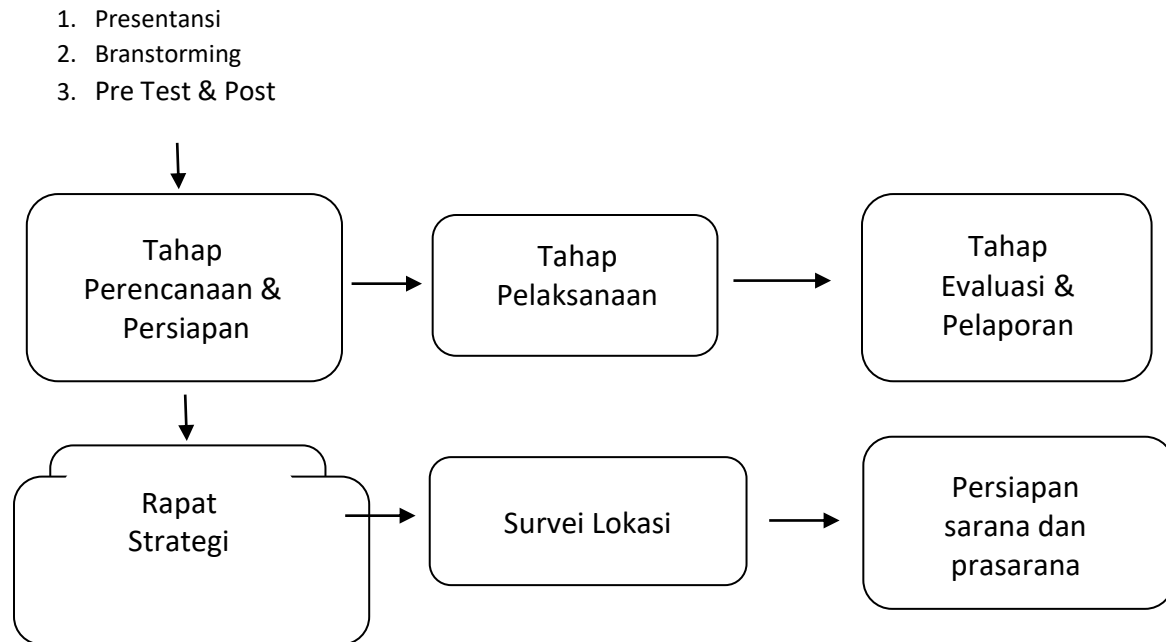 1. Presentansi
2. Branstorming
3. Pre Test & Post
Tahap
Perencanaan &
Persiapan
Tahap
Pelaksanaan
Tahap
Evaluasi &
Pelaporan
Rapat
Strategi
Survei Lokasi
Persiapan
sarana dan
prasarana